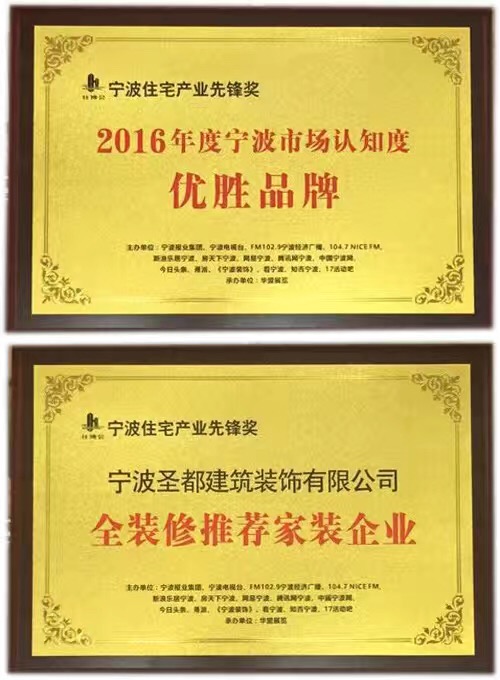 住博会
宁波住宅产业先锋奖
2016年度宁波市场认知度
优胜品牌
主办单位：宁波报业集团、宁波电视台、FM102.9宁波经济广播、104.7 NICE FM、
新浪乐居宁波、房天下宁波、网易宁波、腾讯网宁波、中国宁波网、
今日头条、甬派、《宁波装饰》、看宁波、知西宁波、17活动吧
承办单位：华盟展览
住博会
宁波住宅产业先锋奖
宁波圣都建筑装饰有限公司
全装修推荐家装企业
主办单位：宁波报业集团、宁波电视台、FM102.9宁波经济广播、104.7 NICE FM、
新浪乐居宁波、房天下宁波、网易宁波、腾讯网宁波、中国宁波网、
今日头条、甬派、《宁波装饰》、看宁波、知西宁波、17活动吧
承办单位：华盟展览